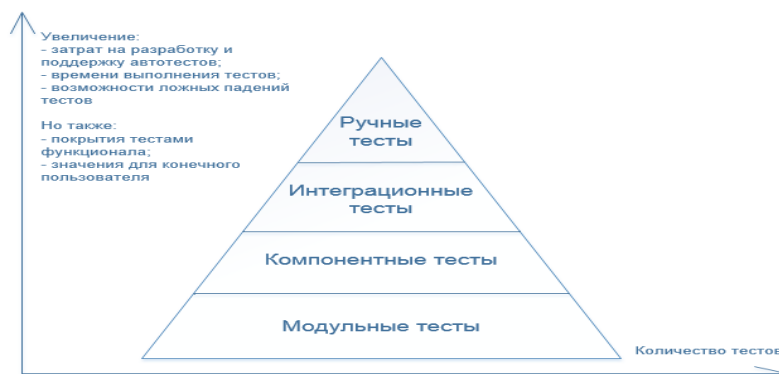 Увеличение:
- затрат на разработку и
поддержку автотестов;
- времени выполнения тестов;
- возможности ложных падений
тестов
Но также:
- покрытия тестами
функционала;
- значения для конечного
пользователя
Ручные
тесты
Интеграционные
тесты
Компонентные тесты
Модульные тесты
Количество тестов